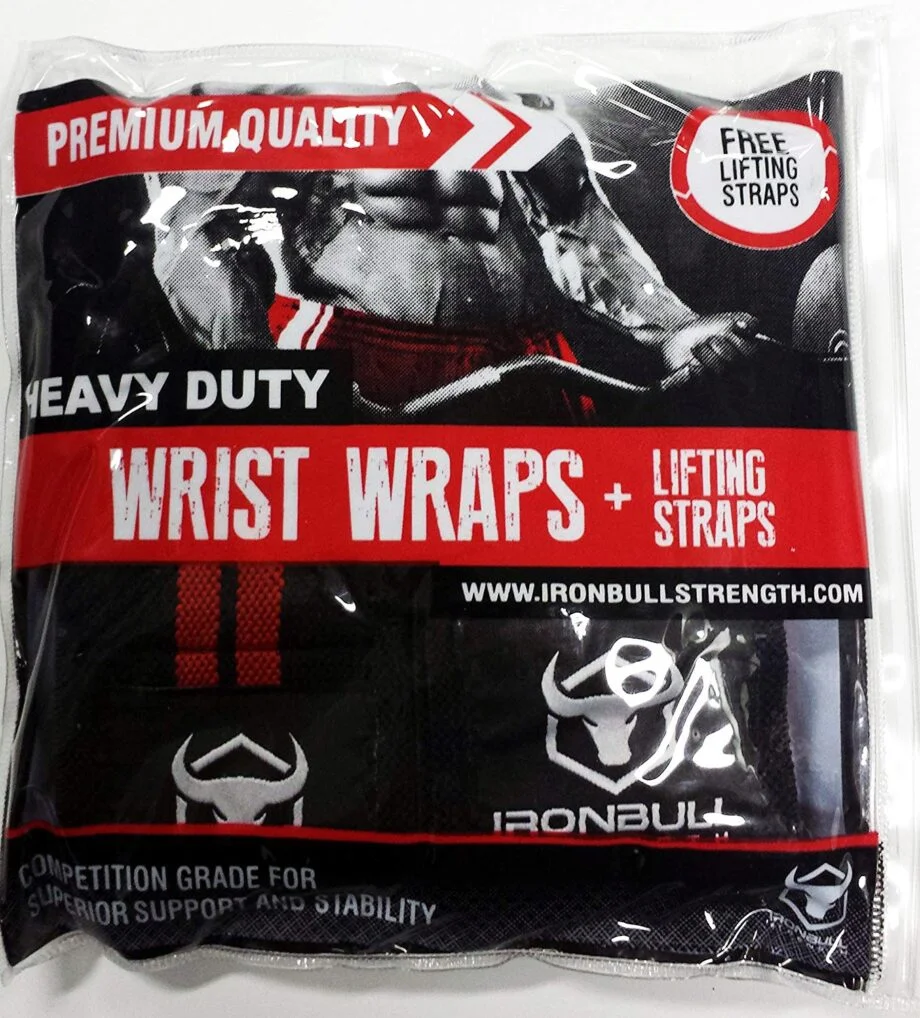 PREMIUM QUALITY
FREE
LIFTING
STRAPS
HEAVY DUTY
WRIST WRAPS + LIFTING
STRAPS
WWW.IRONBULLSTRENGTH.COM
IRONBULL
COMPETITION GRADE FOR
SUPERIOR SUPPORT AND STABILITY
IRONBULL